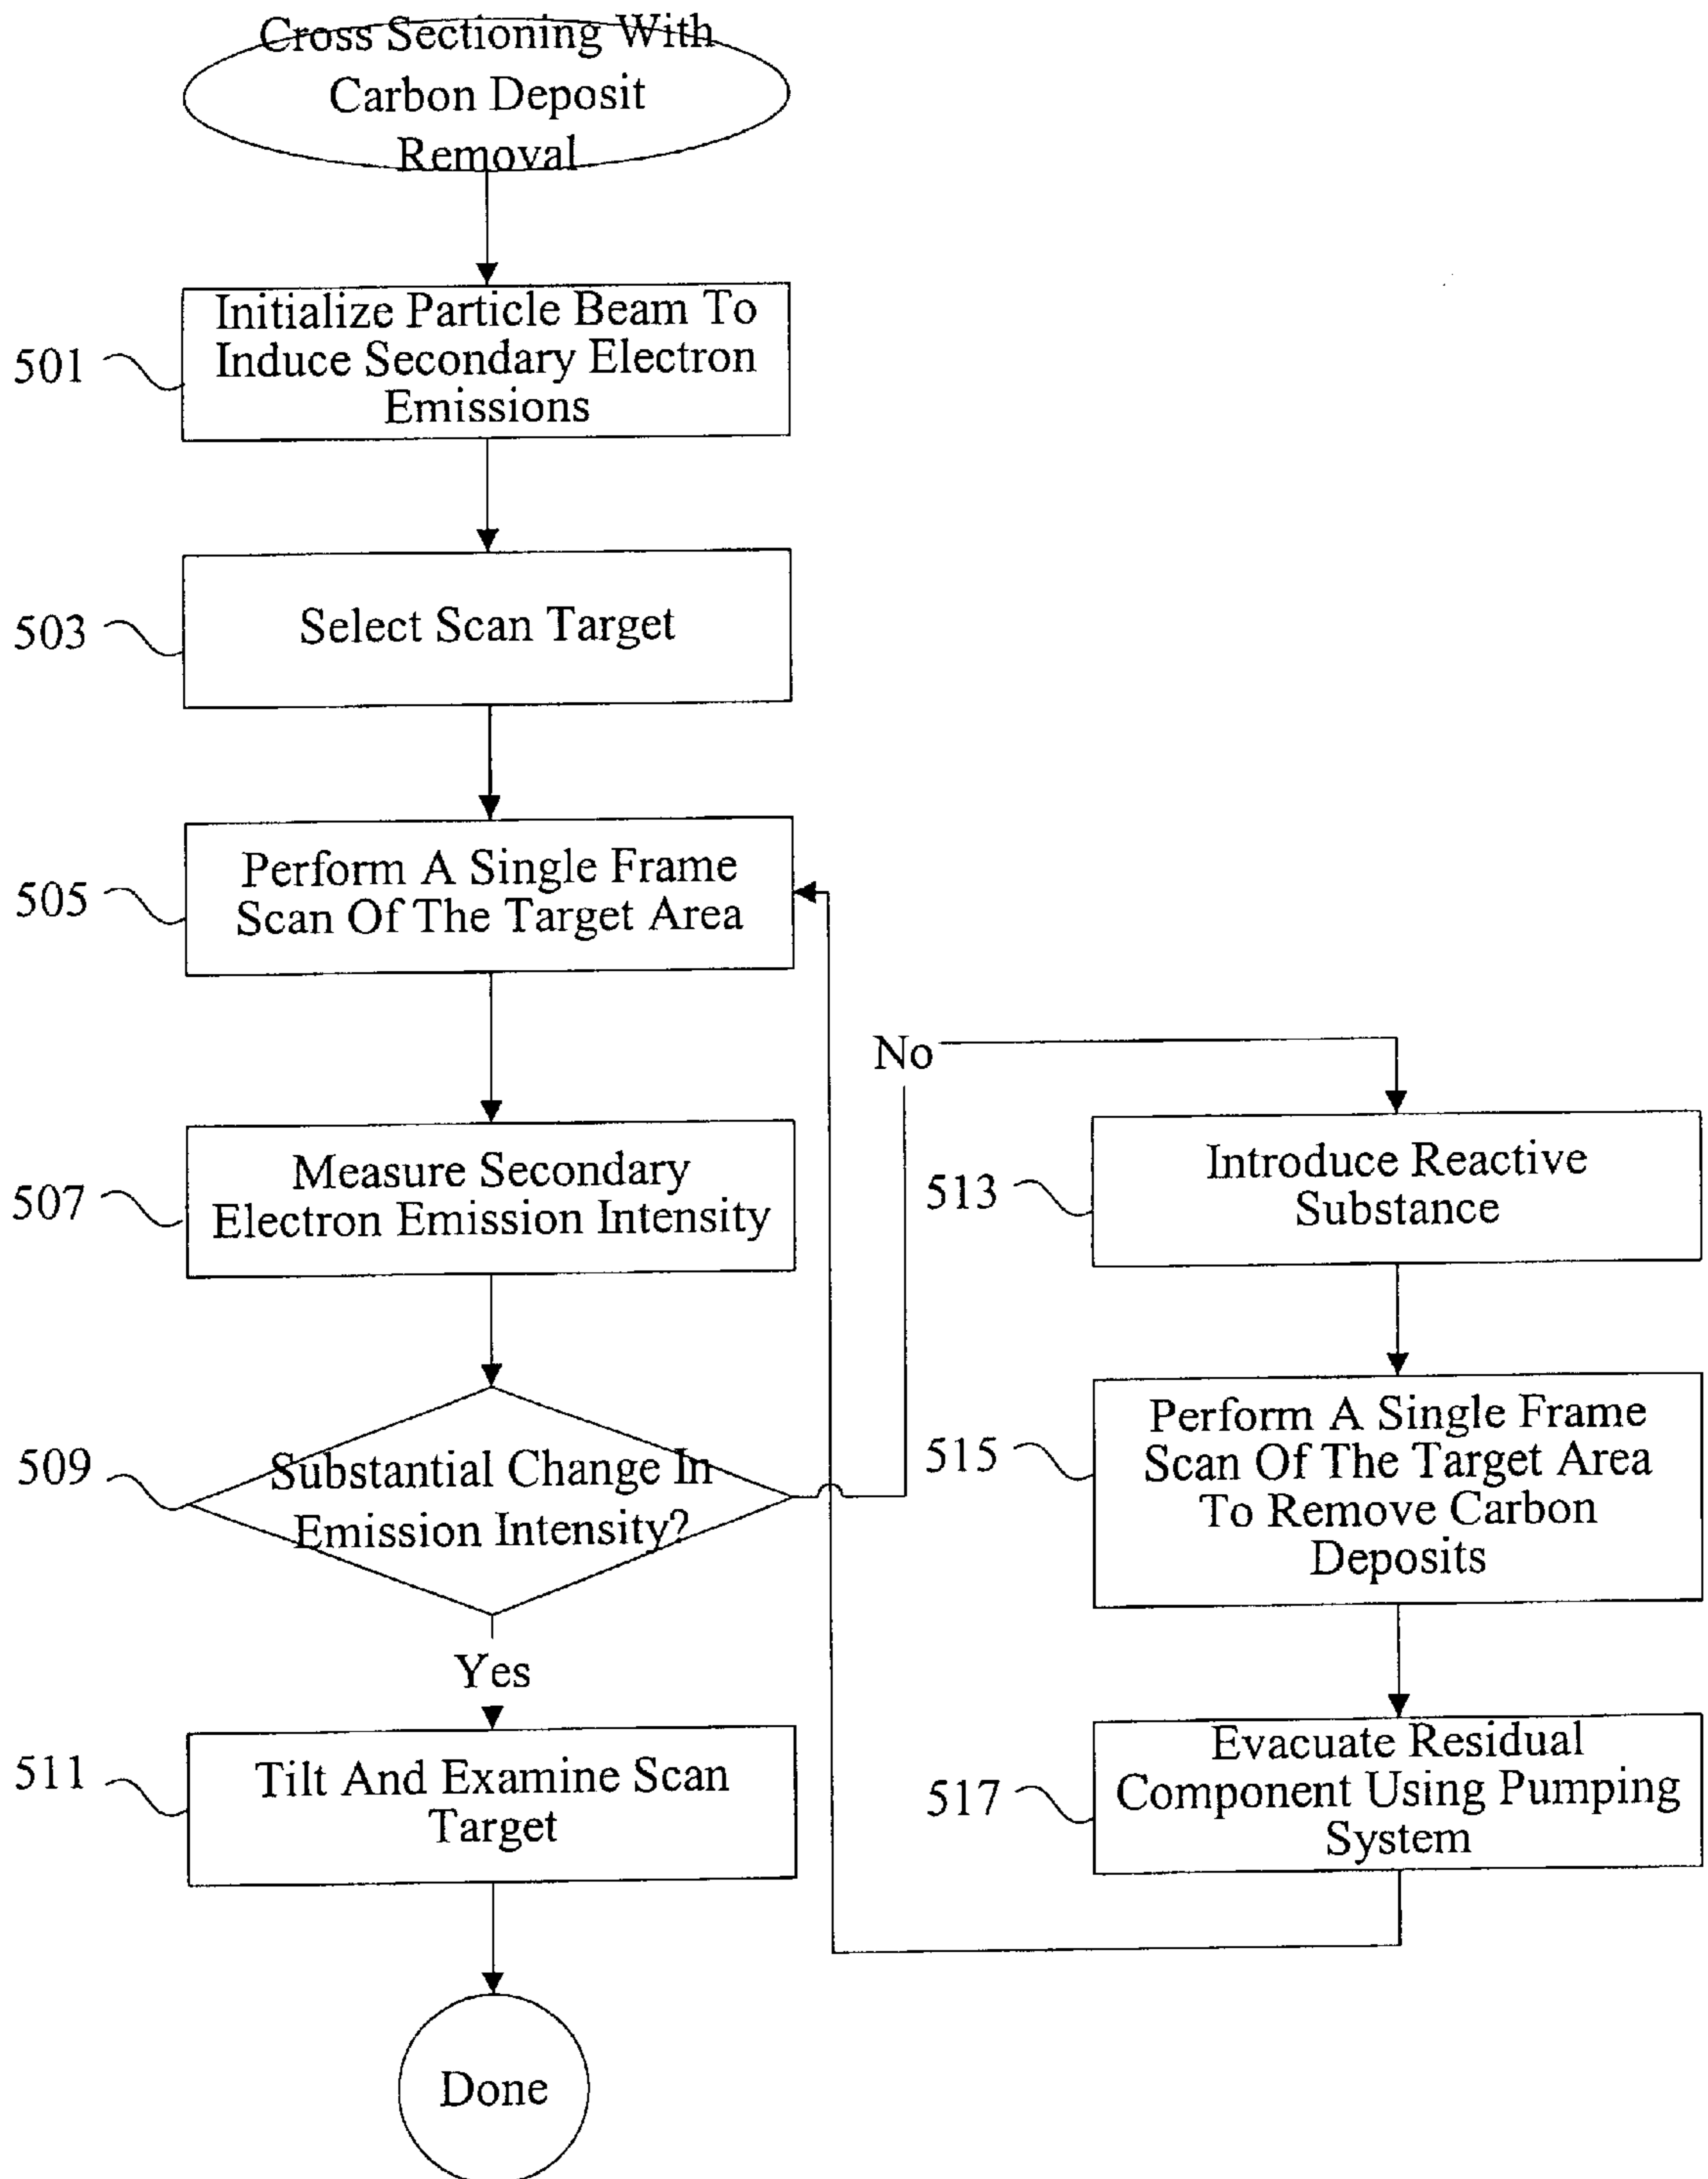 Cross Sectioning With
Carbon Deposit
Removal
501
Initialize Particle Beam To
Induce Secondary Electron
Emissions
503
Select Scan Target
505
Perform A Single Frame
Scan Of The Target Area
507
Measure Secondary
Electron Emission Intensity
509
Substantial Change In
Emission Intensity?
Yes
511
Tilt And Examine Scan
Target
Done
No
513
Introduce Reactive
Substance
515
Perform A Single Frame
Scan Of The Target Area
To Remove Carbon
Deposits
517
Evacuate Residual
Component Using Pumping
System